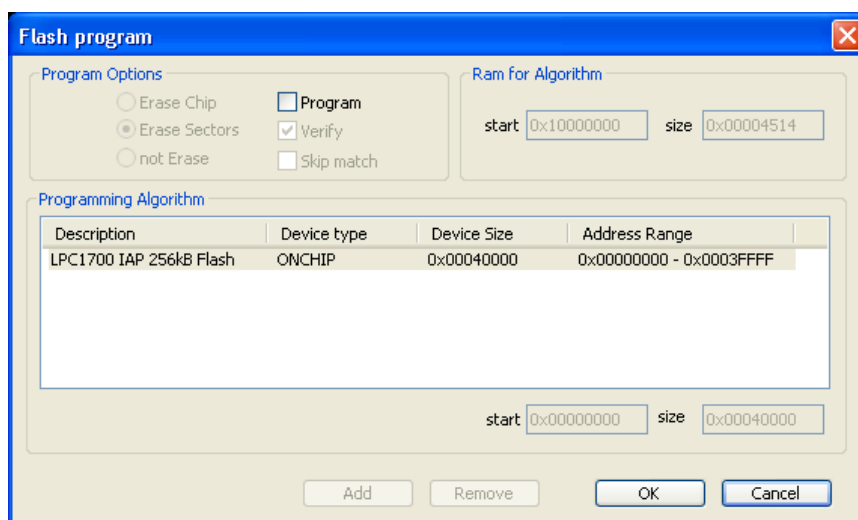 Flash program
Program Options
Ram for Algorithm
Erase Chip
Program
Erase Sectors
Verify
start 0x10000000 size 0x00004514
not Erase
Skip match
Programming Algorithm
Description Device type Device Size Address Range
LPC1700 IAP 256kB Flash ONCHIP 0x00040000 0x00000000 - 0x0003FFFF
start 0x00000000 size 0x00040000
Add Remove OK Cancel